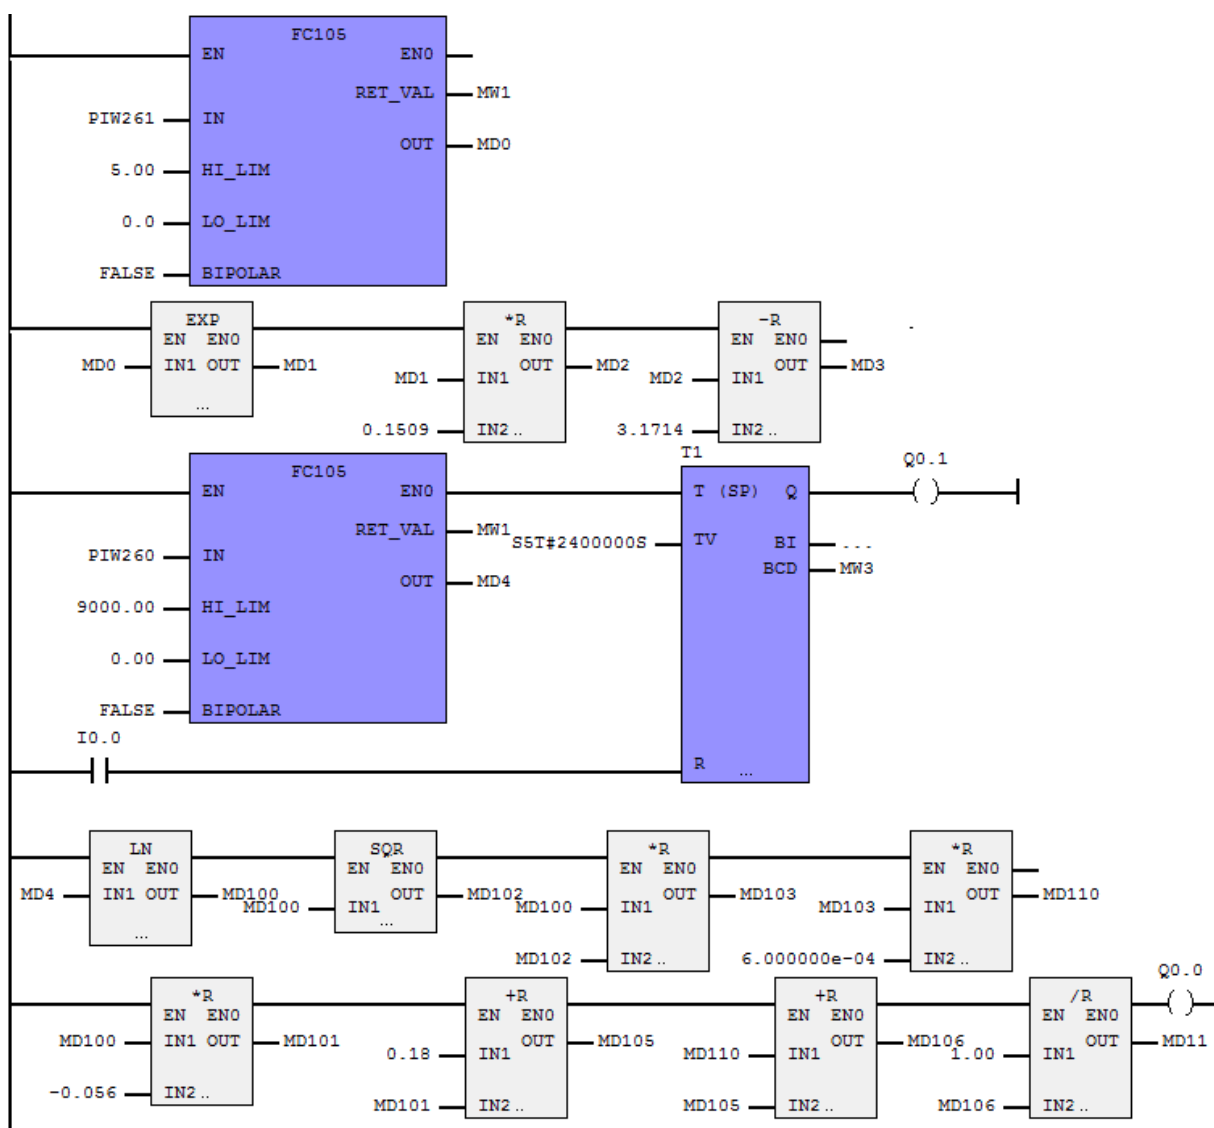 FC105
EN ENO
RET_VAL MW1
PIW261 IN
OUT MD0
5.00 HI_LIM
0.0 LO_LIM
FALSE BIPOLAR
EXP *R -R
EN ENO EN ENO EN ENO
MD0 IN1 OUT MD1 OUT MD2 OUT MD3
MD1 IN1 MD2 IN1
...
0.1509 IN2.. 3.1714 IN2..
T1
Q0.1
FC105
EN ENO T (SP) Q
RET_VAL MW1
S5T#2400000S TV BI ...
PIW260 IN
BCD MW3
OUT MD4
9000.00 HI_LIM
0.00 LO_LIM
FALSE BIPOLAR
I0.0
R ...
LN SQR *R *R
EN ENO EN ENO EN ENO EN ENO
MD4 IN1 OUT MD100 OUT MD102 OUT MD103 OUT MD110
MD100 IN1 MD100 IN1 MD103 IN1
... ...
MD102 IN2.. 6.000000e-04 IN2..
Q0.0
*R +R +R /R
EN ENO EN ENO EN ENO EN ENO
MD100 IN1 OUT MD101 OUT MD105 OUT MD106 OUT MD11
0.18 IN1 MD110 IN1 1.00 IN1
-0.056 IN2..
MD101 IN2.. MD105 IN2.. MD106 IN2..